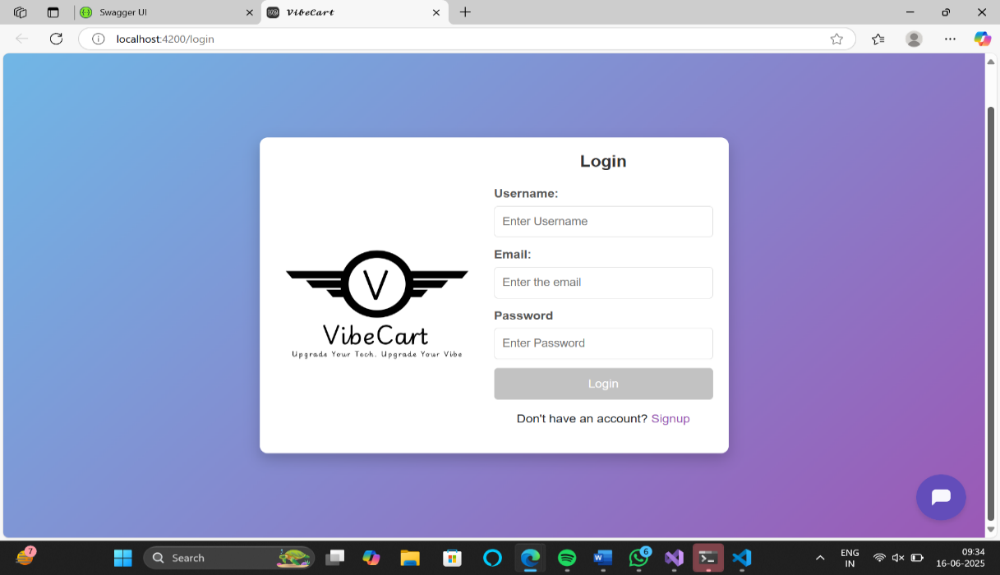 Swagger UI
VibeCart
localhost:4200/login
Login
Username:
Enter Username
Email:
Enter the email
Password
Enter Password
Login
Don't have an account? Signup
V
VibeCart
Upgrade Your Tech. Upgrade Your Vibe
7
Search
6
ENG
IN
09:34
16-06-2025